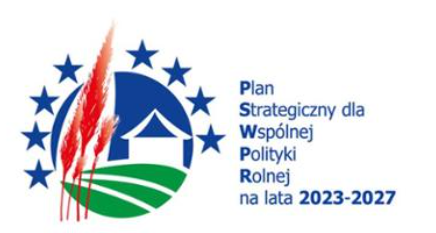 Plan
Strategiczny dla
Wspólnej
Polityki
Rolnej
na lata 2023-2027